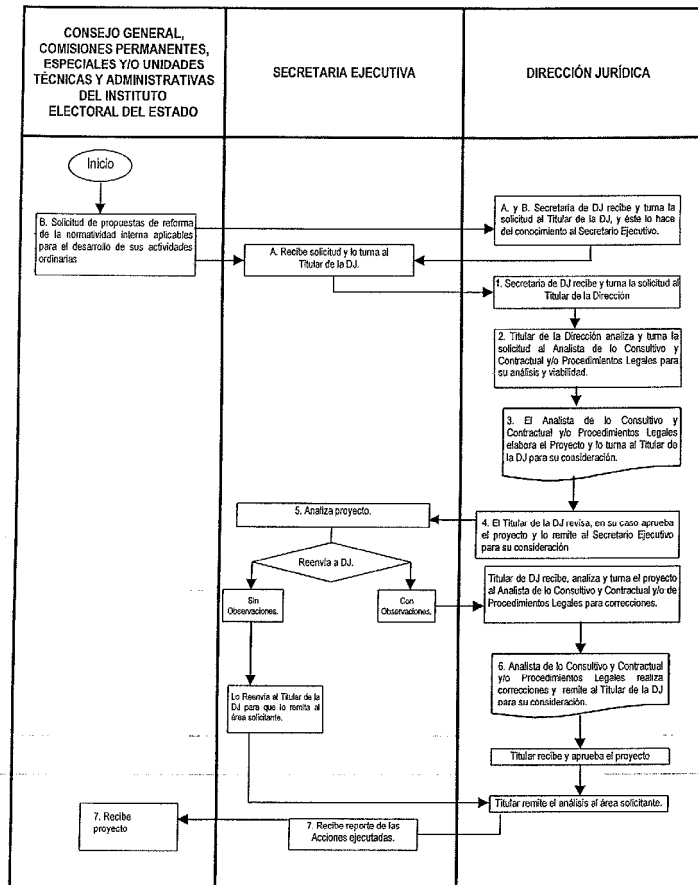 CONSEJO GENERAL,
COMISIONES PERMANENTES,
ESPECIALES Y/O UNIDADES
TÉCNICAS Y ADMINISTRATIVAS
DEL INSTITUTO
ELECTORAL DEL ESTADO
SECRETARIA EJECUTIVA
DIRECCIÓN JURÍDICA
Inicio
B. Solicitud de propuestas de reforma
de la normatividad interna aplicables
para el desarrollo de sus actividades
ordinarias
A. y B. Secretaria de DJ recibe y turna la
solicitud al Titular de la DJ, y éste lo hace
del conocimiento al Secretario Ejecutivo.
A. Recibe solicitud y lo turna al
Titular de la DJ.
1. Secretaria de DJ recibe y turna la solicitud al
Titular de la Dirección
2. Titular de la Dirección analiza y turna la
solicitud al Analista de lo Consultivo y
Contractual y/o Procedimientos Legales para
su análisis y viabilidad.
3. El Analista de lo Consultivo y
Contractual y/o Procedimientos Legales
elabora el Proyecto y lo turna al Titular de
la DJ para su consideración.
5. Analiza proyecto.
4. El Titular de la DJ revisa, en su caso aprueba
el proyecto y lo remite al Secretario Ejecutivo
para su consideración
Reenvía a DJ.
Sin
Observaciones.
Con
Observaciones.
Titular de DJ recibe, analiza y turna el proyecto
al Analista de lo Consultivo y Contractual y/o de
Procedimientos Legales para correcciones.
6. Analista de lo Consultivo y Contractual
y/o Procedimientos Legales realiza
correcciones y remite al Titular de la DJ
para su consideración.
Lo Reenvía al Titular de la
DJ para que lo remita al
área solicitante.
Titular recibe y aprueba el proyecto
Titular remite el análisis al área solicitante.
7. Recibe
proyecto
7. Recibe reporte de las
Acciones ejecutadas.